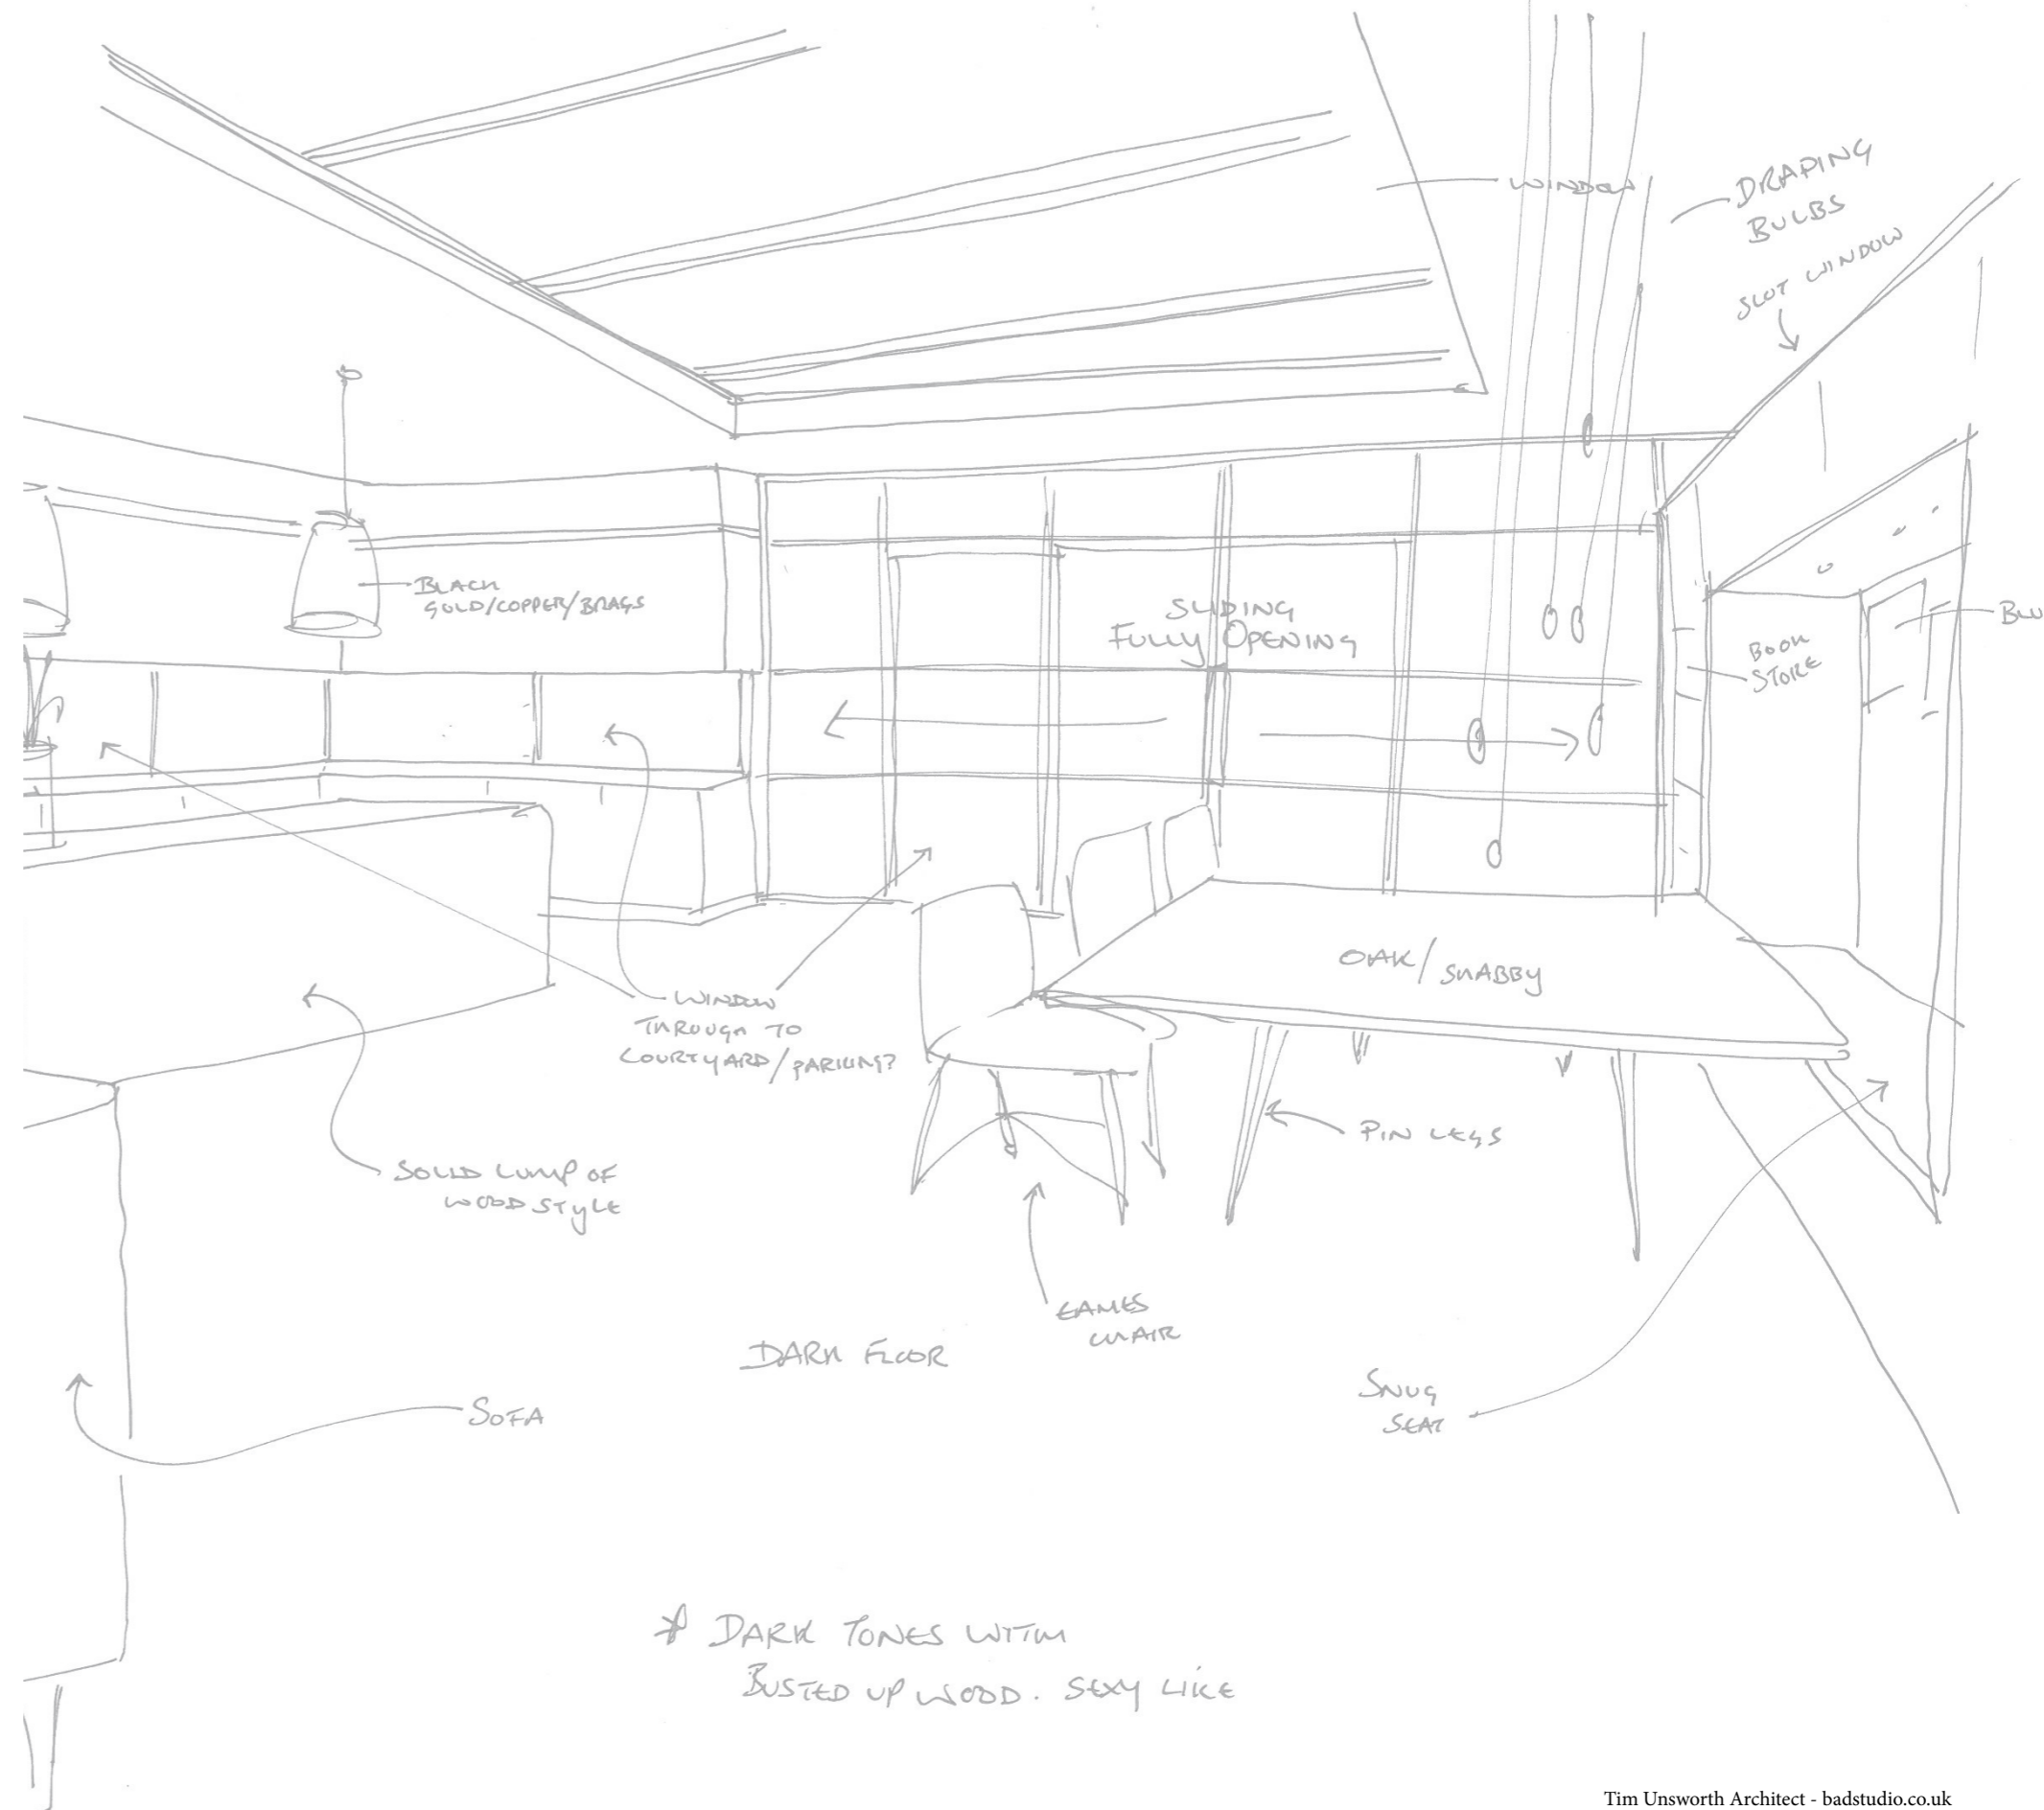 WINDOW
DRAPING
BULBS
SLOT WINDOW
BLACK
GOLD/COPPER/BRASS
SLIDING
FULLY OPENING
BOOK
STORE
OAK/SHABBY
WINDOW
THROUGH TO
COURTYARD/PARKING?
PIN LEGS
SOLID LUMP OF
WOOD STYLE
EAMES
CHAIR
DARK FLOOR
SNUG
SEAT
SOFA
* DARK TONES WITH
BUSTED UP WOOD. SEXY LIKE
Tim Unsworth Architect - badstudio.co.uk